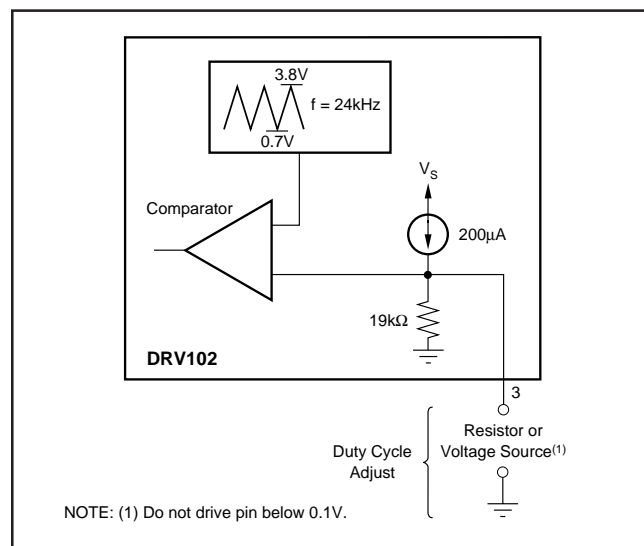 3.8V
f = 24kHz
0.7V
V_S
Comparator
200µA
19kΩ
DRV102
3
Resistor or
Voltage Source(1)
Duty Cycle
Adjust
NOTE: (1) Do not drive pin below 0.1V.